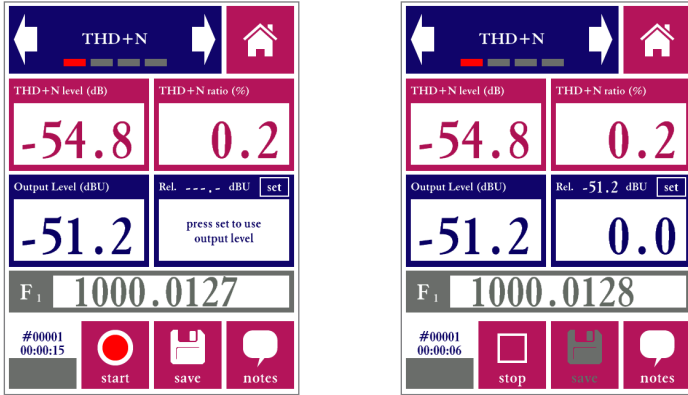 THD+N
THD+N level (dB)
-54.8
THD+N ratio (%)
0.2
Output Level (dBU)
-51.2
Rel. ---.- dBU set
press set to use
output level
F1 1000.0127
#00001
00:00:15
start
save
notes
THD+N
THD+N level (dB)
-54.8
THD+N ratio (%)
0.2
Output Level (dBU)
-51.2
Rel. -51.2 dBU set
0.0
F1 1000.0128
#00001
00:00:06
stop
save
notes